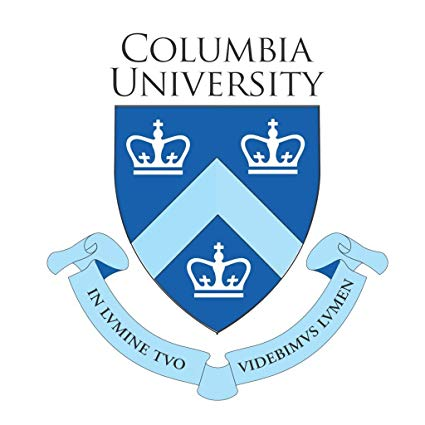 COLUMBIA
UNIVERSITY
IN LVMINE TVO
VIDEBIMVS LVMEN